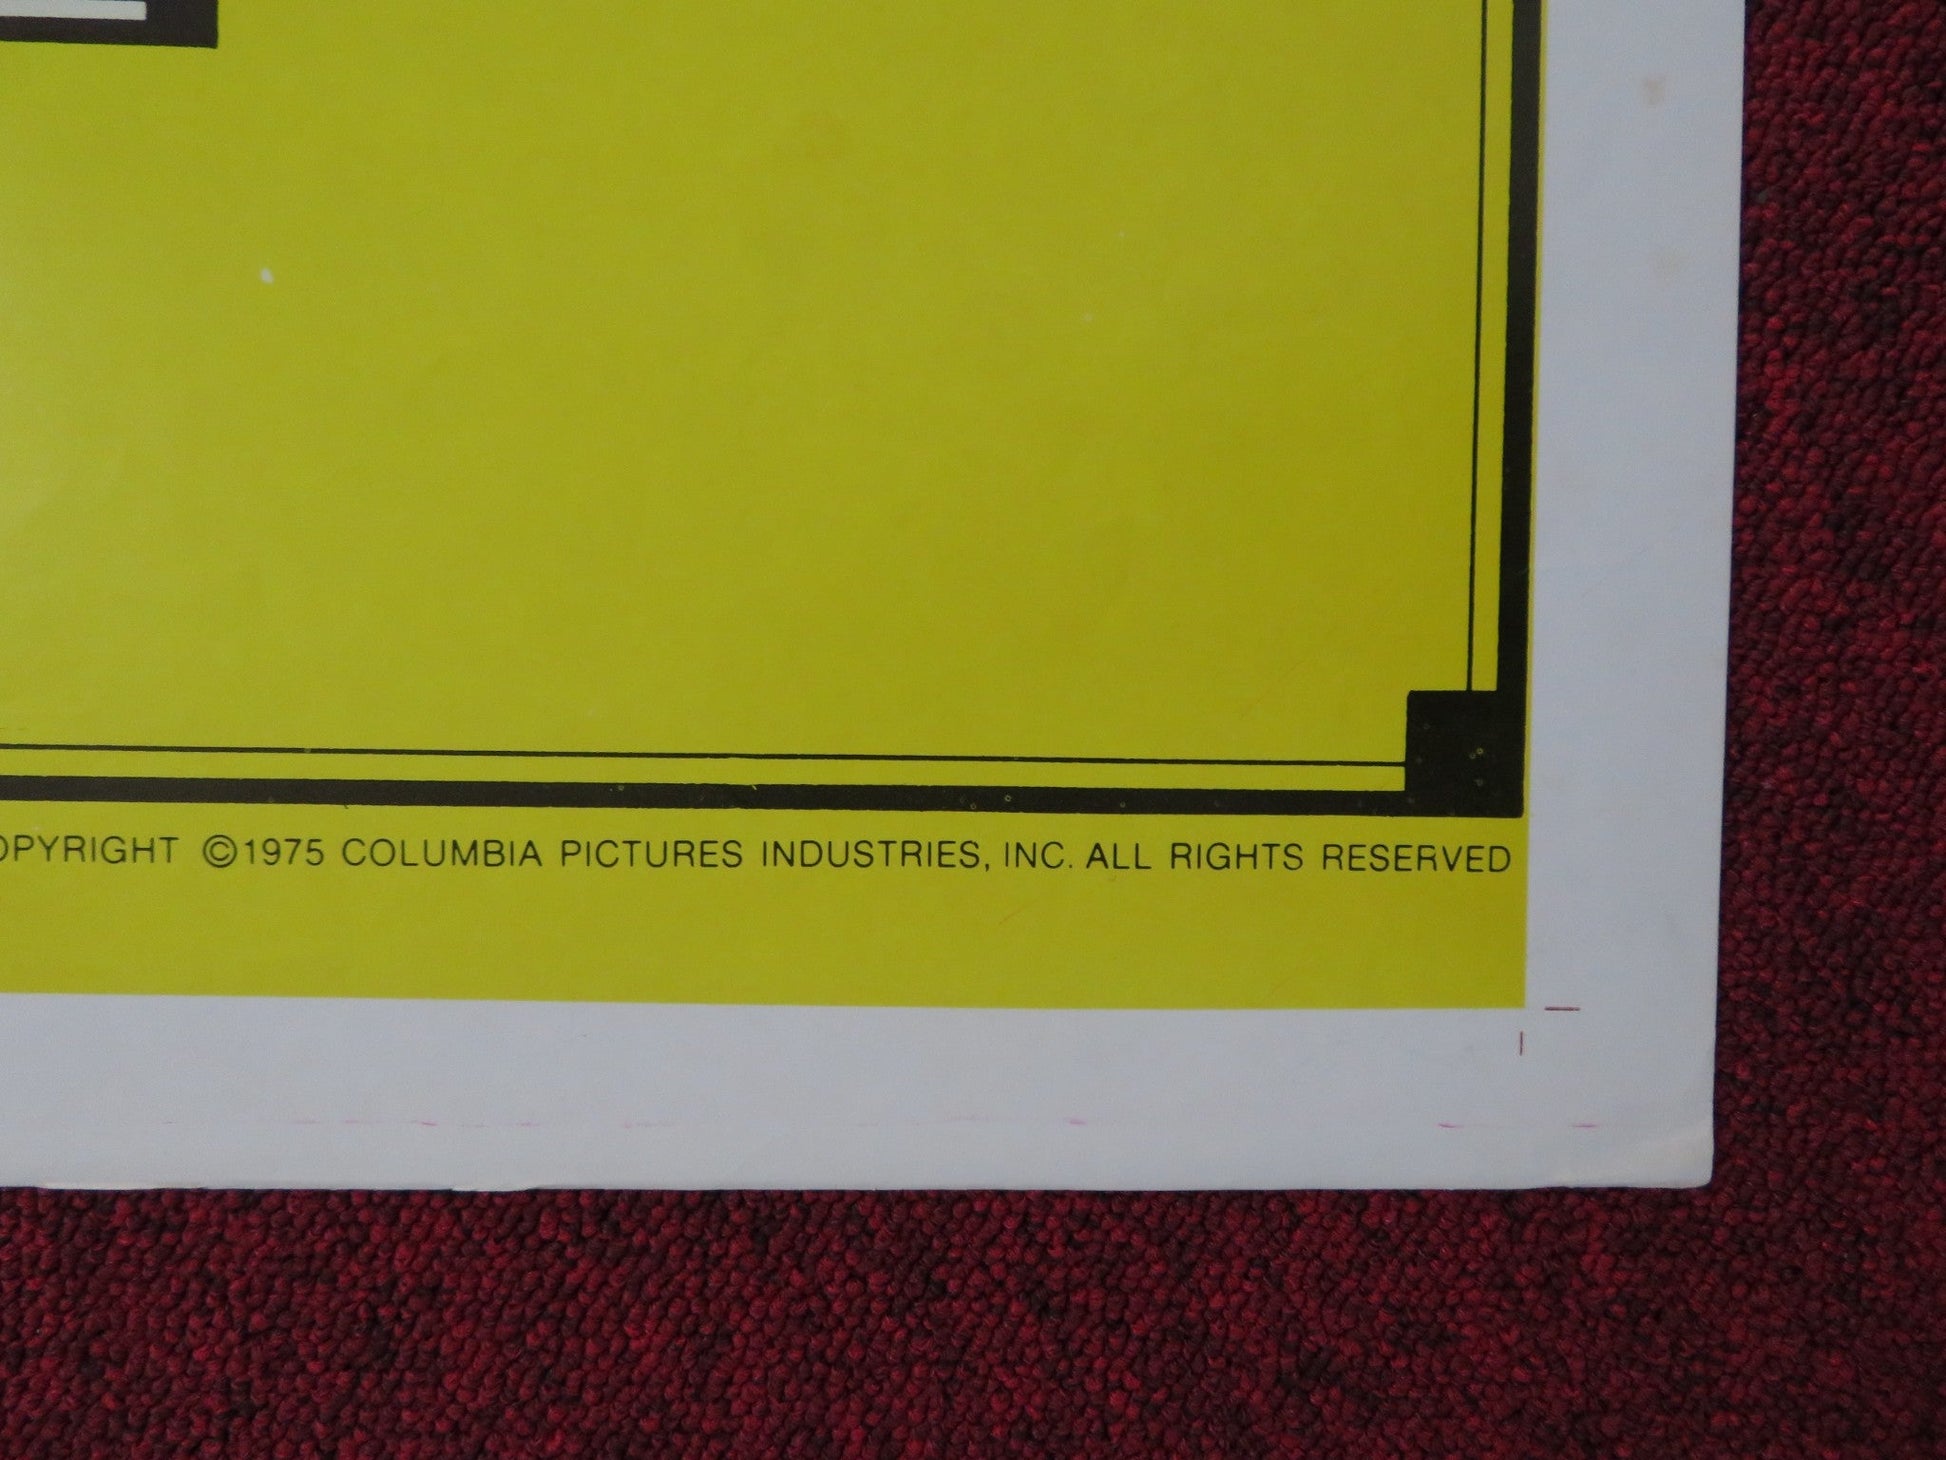 OPYRIGHT ©1975 COLUMBIA PICTURES INDUSTRIES, INC. ALL RIGHTS RESERVED